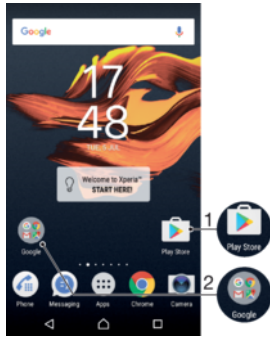 Google
17
48
Welcome to Xperia™
START HERE!
1
Play Store
Google
Play Store
2
Phone
Messaging
Apps
Chrome
Camera
Google